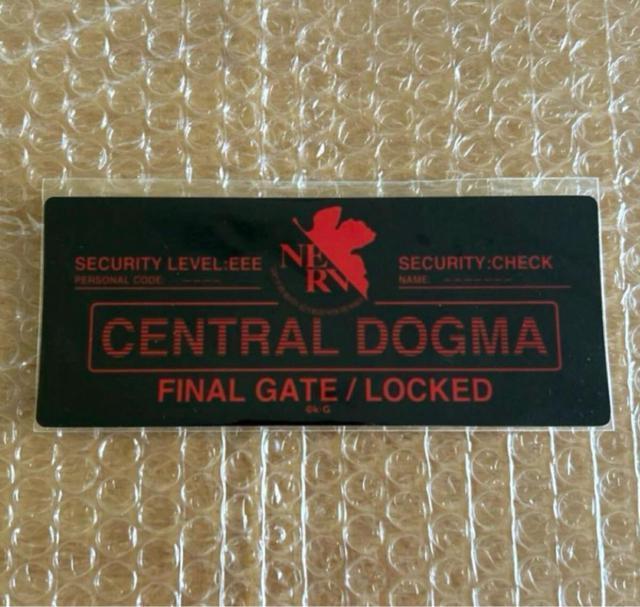 NERV
SECURITY LEVEL:EEE
PERSONAL CODE: ----
SECURITY:CHECK
NAME: -------
CENTRAL DOGMA
FINAL GATE / LOCKED